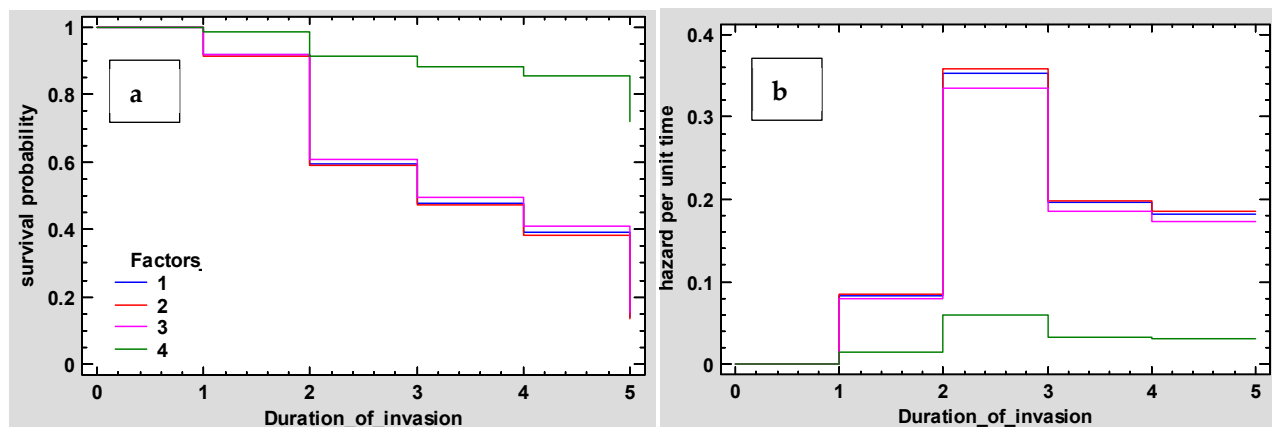 a
survival probability
1
0.8
0.6
0.4
0.2
0
Factors
1
2
3
4
0 1 2 3 4 5
Duration_of_invasion
b
hazard per unit time
0.4
0.3
0.2
0.1
0
0 1 2 3 4 5
Duration_of_invasion